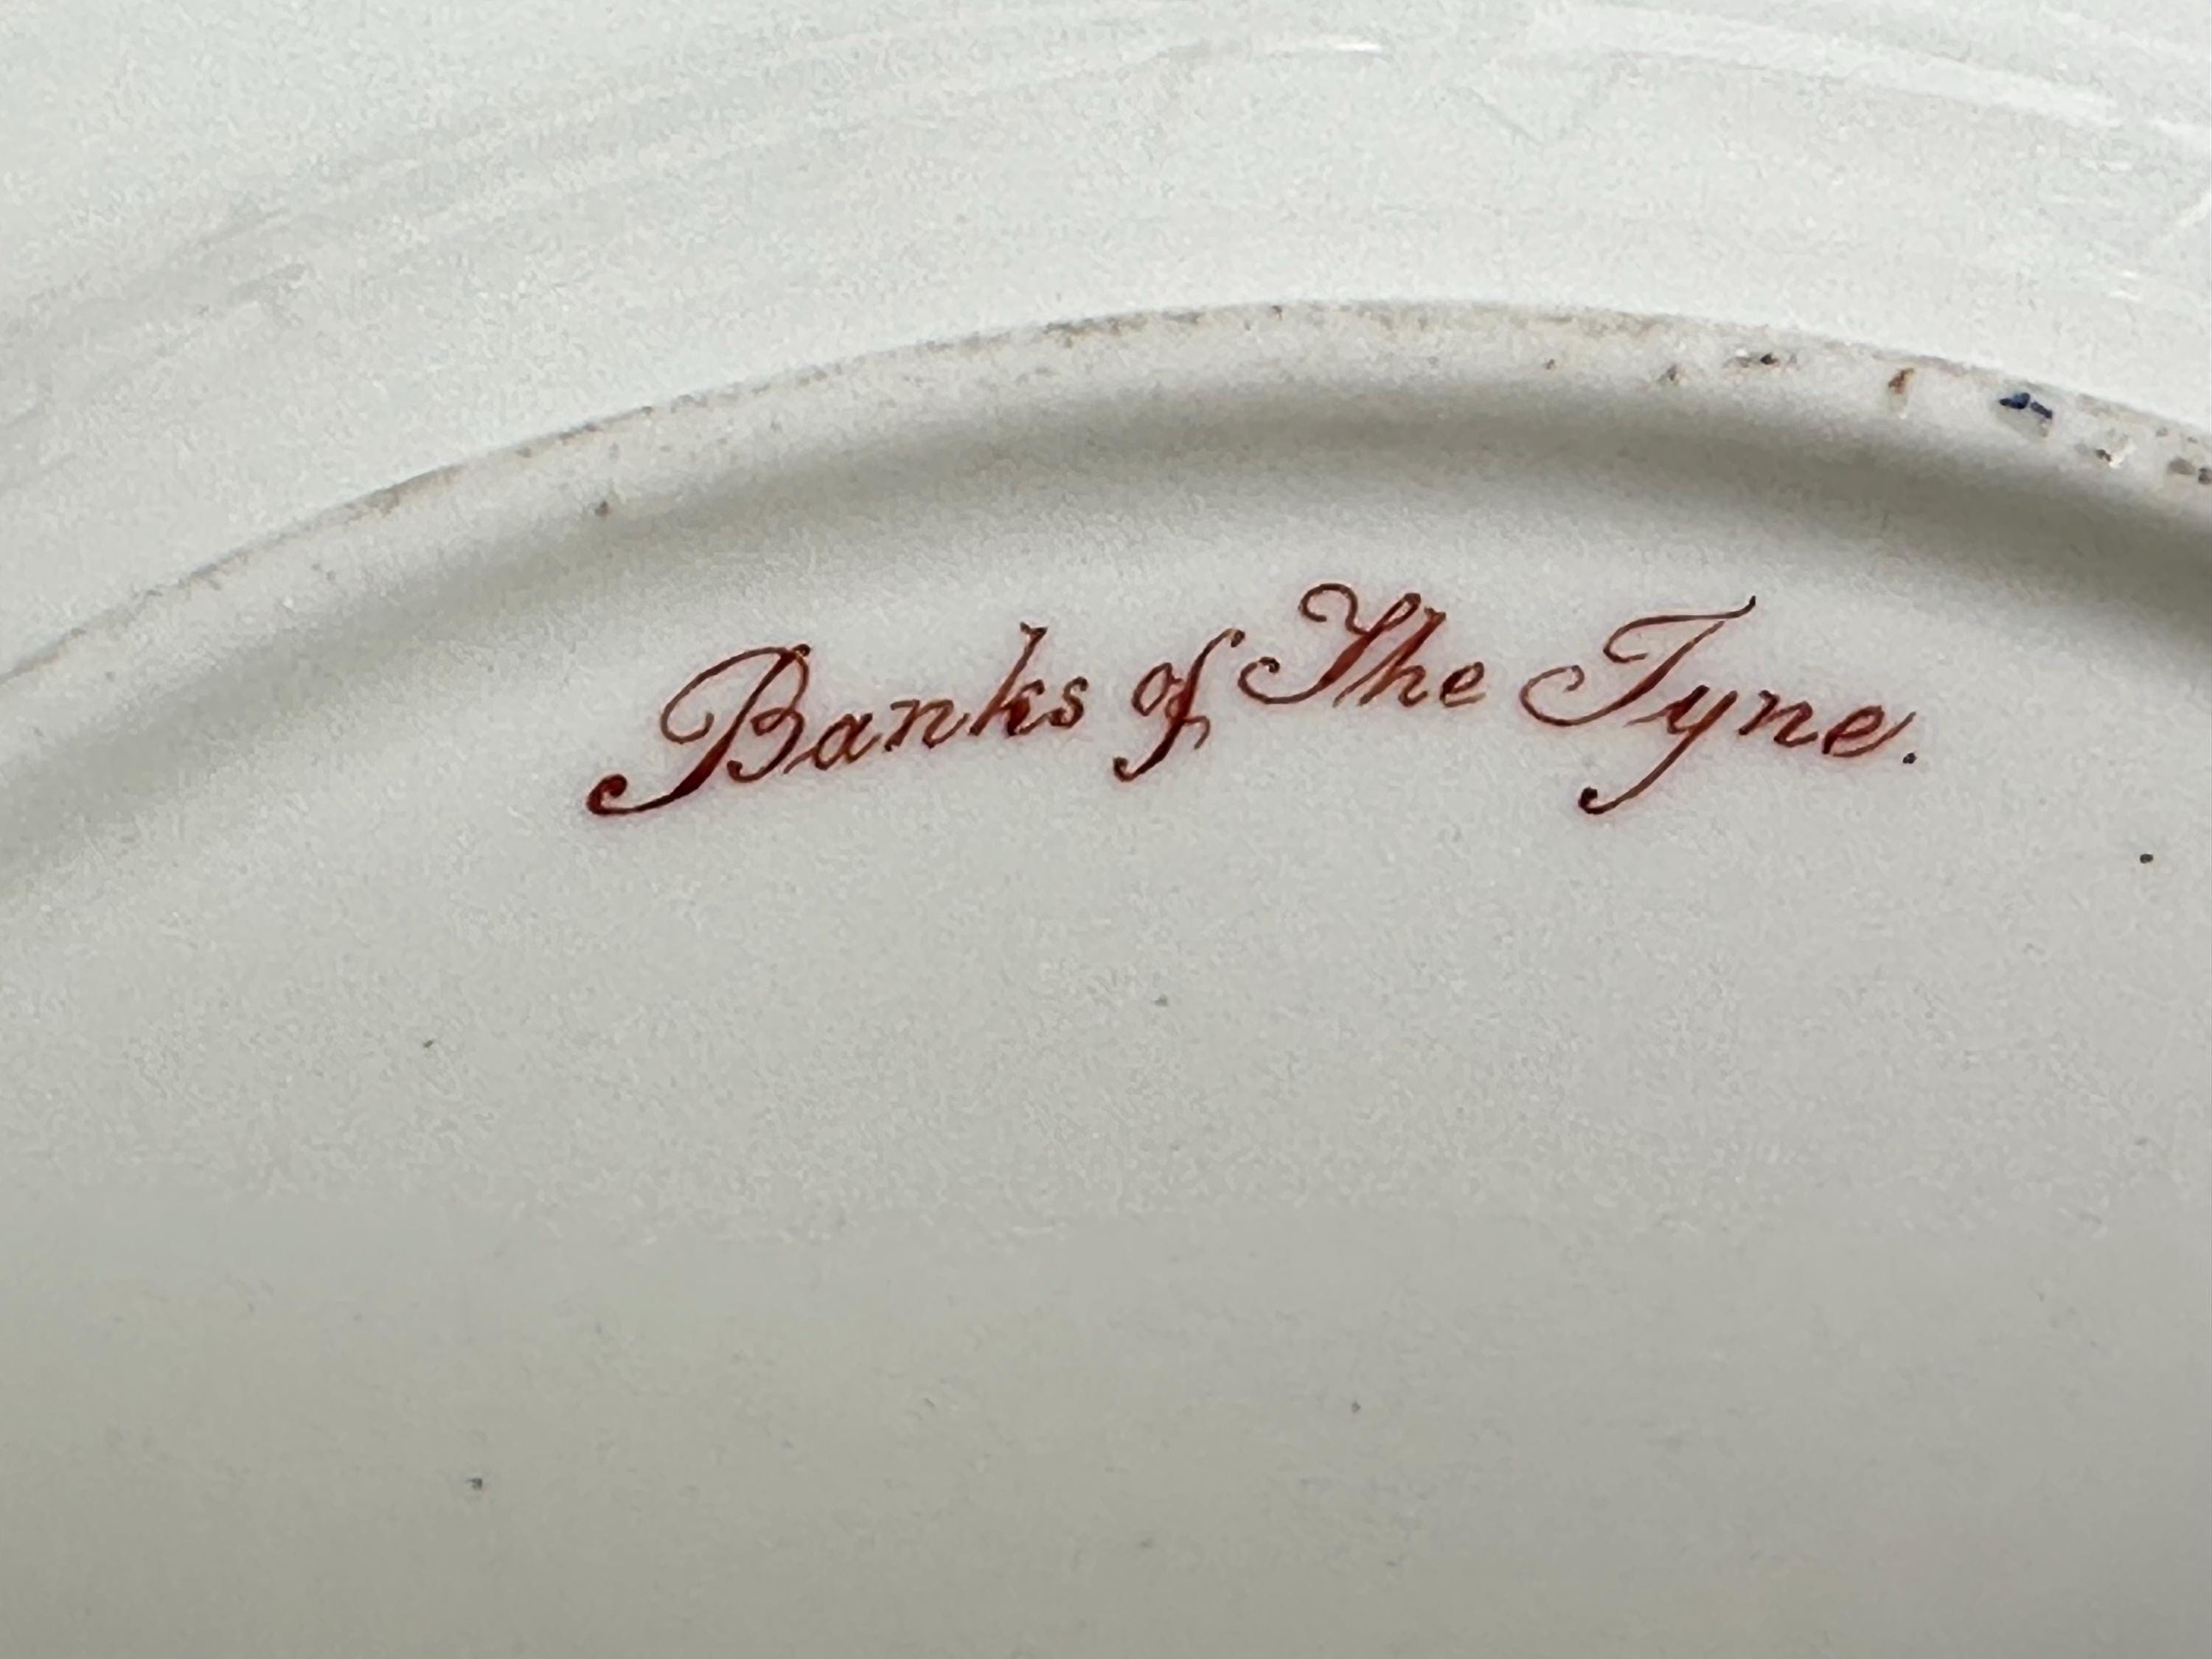 Banks of The Tyne.